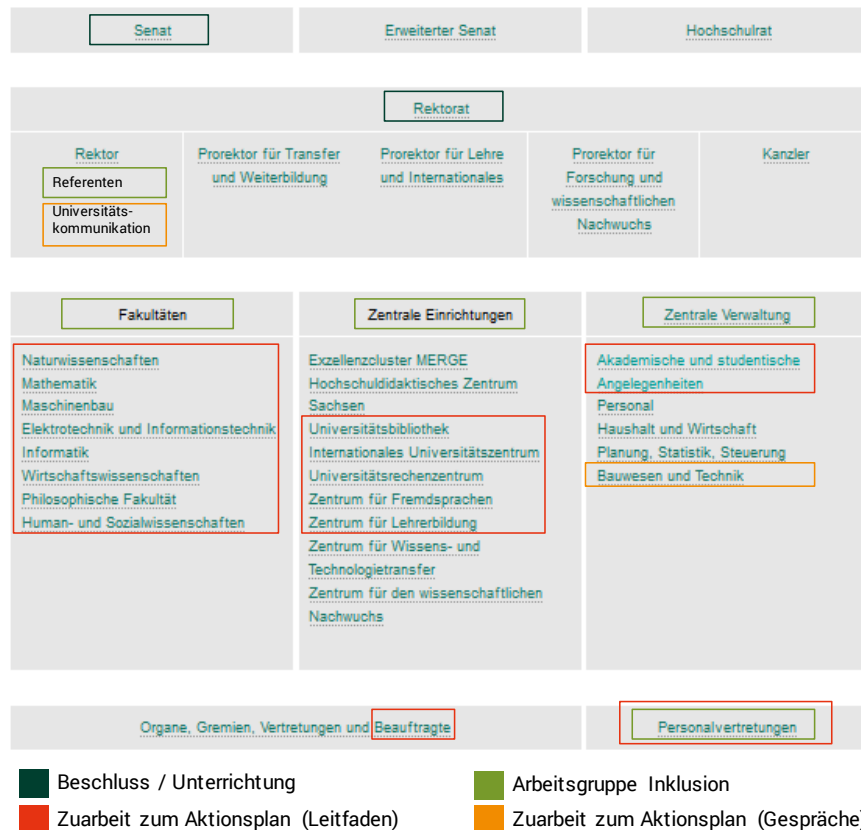 Senat
Erweiterter Senat
Hochschulrat
Rektorat
Rektor
Referenten
Universitäts-
kommunikation
Prorektor für Transfer
und Weiterbildung
Prorektor für Lehre
und Internationales
Prorektor für
Forschung und
wissenschaftlichen
Nachwuchs
Kanzler
Fakultäten
Naturwissenschaften
Mathematik
Maschinenbau
Elektrotechnik und Informationstechnik
Informatik
Wirtschaftswissenschaften
Philosophische Fakultät
Human- und Sozialwissenschaften
Zentrale Einrichtungen
Exzellenzcluster MERGE
Hochschuldidaktisches Zentrum
Sachsen
Universitätsbibliothek
Internationales Universitätszentrum
Universitätsrechenzentrum
Zentrum für Fremdsprachen
Zentrum für Lehrerbildung
Zentrum für Wissens- und
Technologietransfer
Zentrum für den wissenschaftlichen
Nachwuchs
Zentrale Verwaltung
Akademische und studentische
Angelegenheiten
Personal
Haushalt und Wirtschaft
Planung, Statistik, Steuerung
Bauwesen und Technik
Organe, Gremien, Vertretungen und Beauftragte
Personalvertretungen
Beschluss / Unterrichtung
Arbeitsgruppe Inklusion
Zuarbeit zum Aktionsplan (Leitfaden)
Zuarbeit zum Aktionsplan (Gespräche)